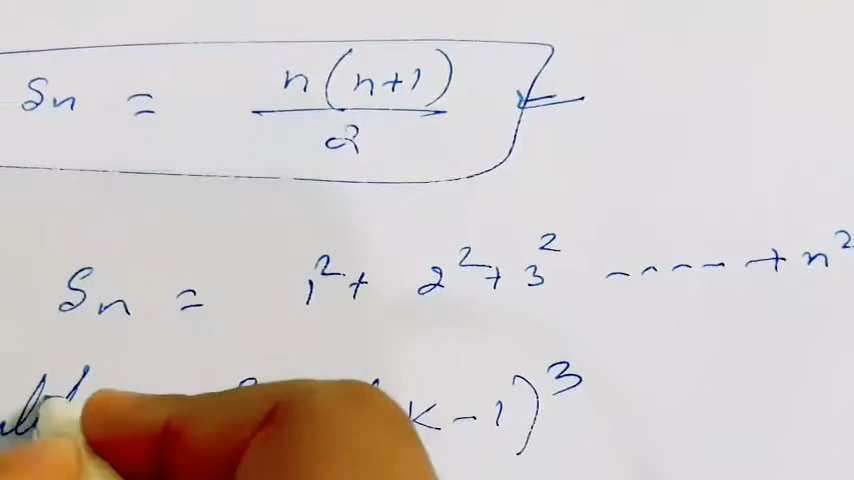 Sn = n(n+1)/2
Sn = 1² + 2² + 3² ---- + n²
k-1)³